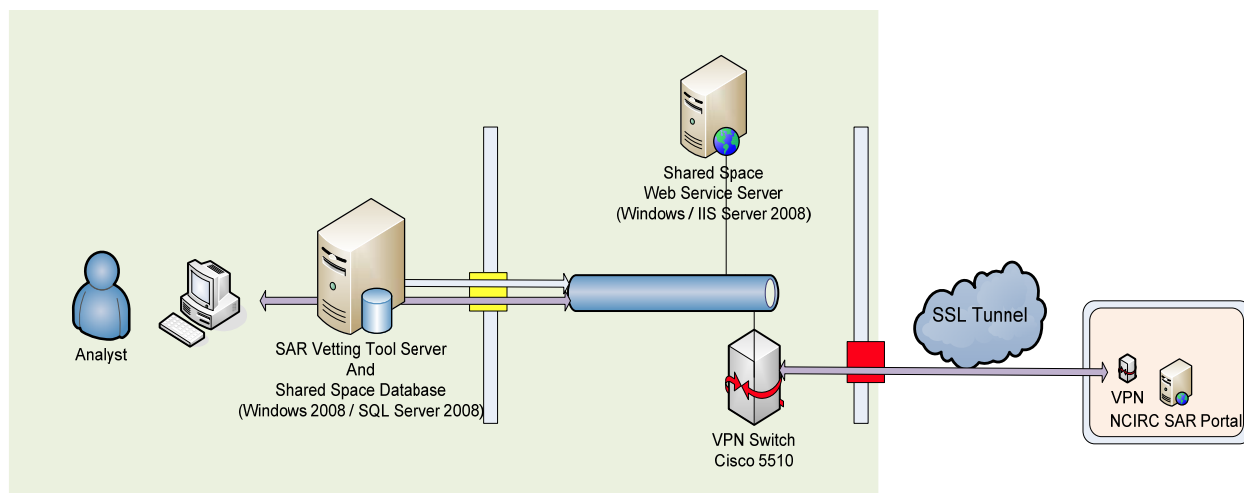 Shared Space
Web Service Server
(Windows / IIS Server 2008)
Analyst
SAR Vetting Tool Server
And
Shared Space Database
(Windows 2008 / SQL Server 2008)
VPN Switch
Cisco 5510
SSL Tunnel
VPN
NCIRC SAR Portal